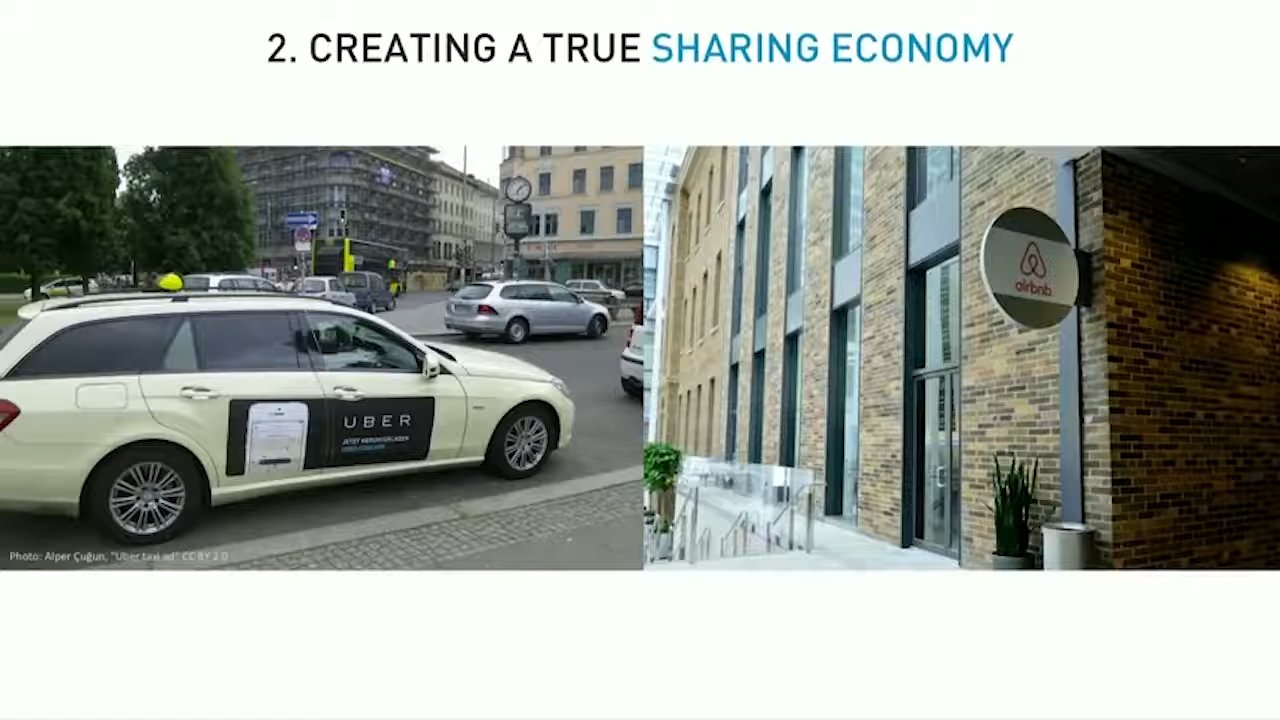 2. CREATING A TRUE SHARING ECONOMY
UBER
JETZT HERUNTERLADEN
airbnb
Photo: Alper Çuğun, "Uber taxi ad" CC BY 2.0